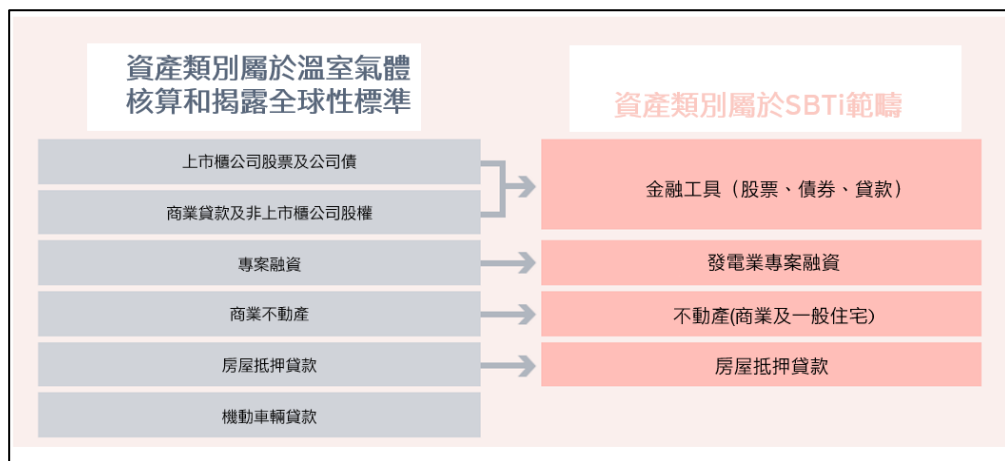 資產類別屬於溫室氣體
核算和揭露全球性標準
資產類別屬於SBTi範疇
上市櫃公司股票及公司債
商業貸款及非上市櫃公司股權
金融工具（股票、債券、貸款）
專案融資
發電業專案融資
商業不動產
不動產(商業及一般住宅)
房屋抵押貸款
房屋抵押貸款
機動車輛貸款